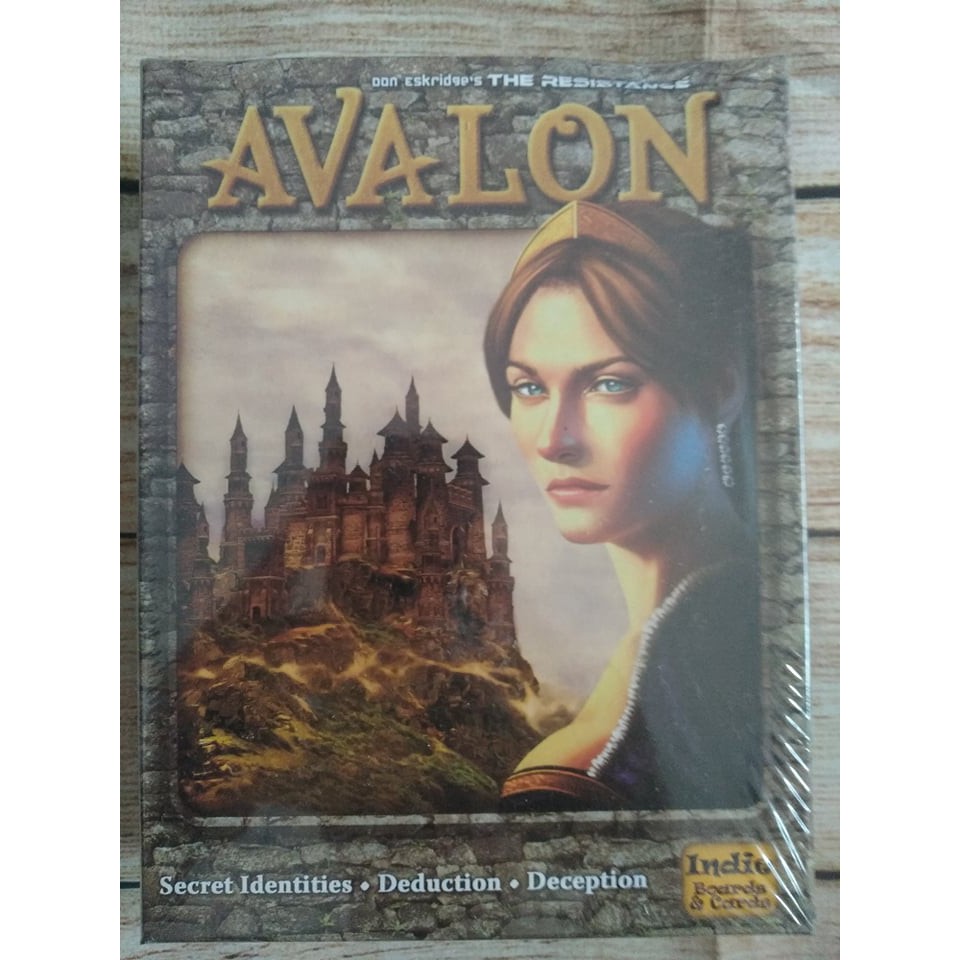 Don Eskridge's THE RESISTANCE
AVALON
Secret Identities • Deduction • Deception
Indie
Boards
& Cards